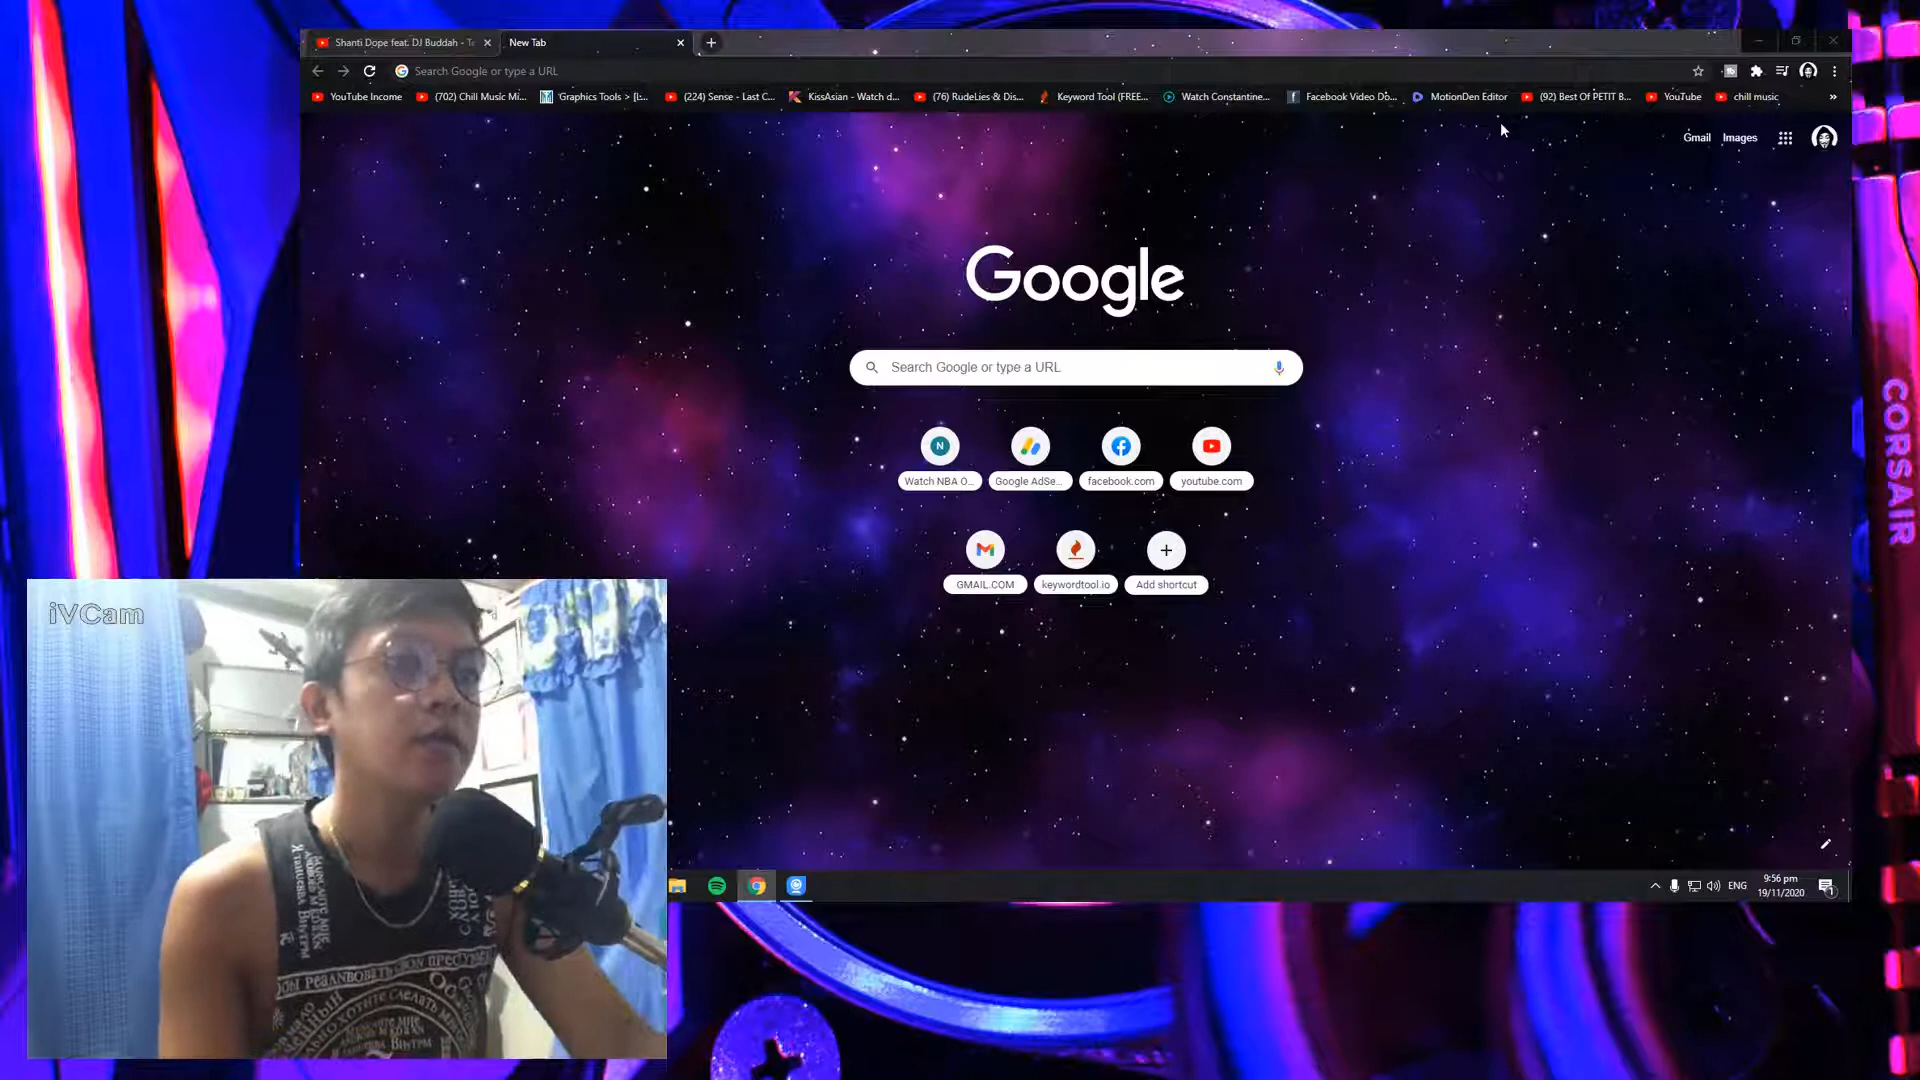 Shanti Dope feat. DJ Buddah - Te
New Tab
Search Google or type a URL
YouTube Income
(702) Chill Music Mi...
Graphics Tools > [L...
(224) Sense - Last C...
KissAsian - Watch d...
(76) RudeLies & Dis...
Keyword Tool (FREE...
Watch Constantine...
Facebook Video Do...
MotionDen Editor
(92) Best Of PETIT B...
YouTube
chill music
»
Gmail Images
Google
Search Google or type a URL
N
Watch NBA O...
Google AdSe...
facebook.com
youtube.com
GMAIL.COM
keywordtool.io
Add shortcut
CORSAIR
iVCam
ENG
9:56 pm
19/11/2020
1